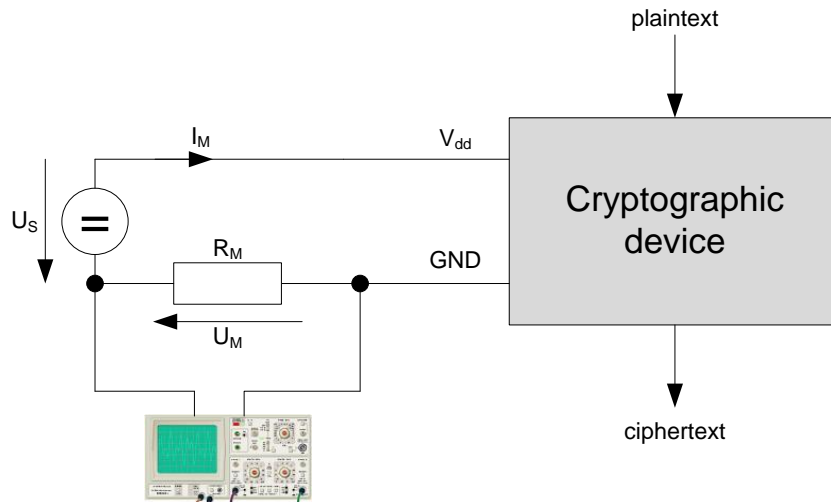 plaintext
I_M
V_dd
Cryptographic
device
U_S
=
R_M
GND
U_M
ciphertext